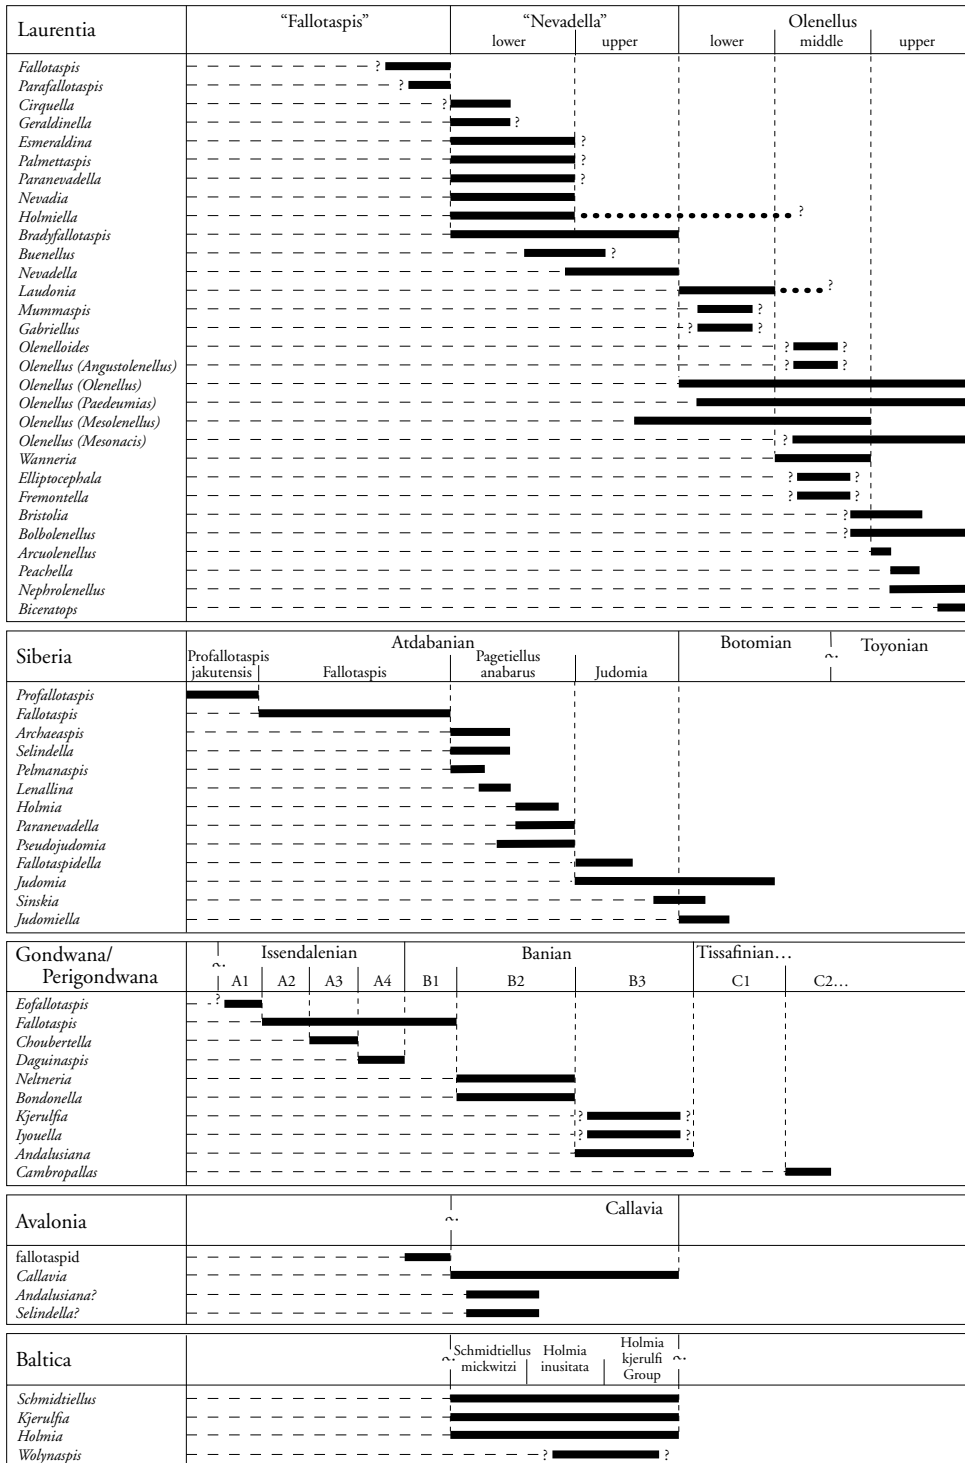 Laurentia
“Fallotaspis” “Nevadella” Olenellus
lower upper lower middle upper
Fallotaspis ?
Parafallotaspis ?
Cirquella ?
Geraldinella ?
Esmeraldina ?
Palmettaspis ?
Paranevadella ?
Nevadia
Holmiella ?
Bradyfallotaspis
Buenellus ?
Nevadella
Laudonia ?
Mummaspis ?
Gabriellus ? ?
Olenelloides ? ?
Olenellus (Angustolenellus) ? ?
Olenellus (Olenellus)
Olenellus (Paedeumias)
Olenellus (Mesolenellus)
Olenellus (Mesonacis) ?
Wanneria
Elliptocephala ? ?
Fremontella ? ?
Bristolia ?
Bolbolenellus ?
Arcuolenellus
Peachella
Nephrolenellus
Biceratops
Siberia
Atdabanian Botomian ? Toyonian
Profallotaspis Pagetiellus
jakutensis Fallotaspis anabarus Judomia
Profallotaspis
Fallotaspis
Archaeaspis
Selindella
Pelmanaspis
Lenallina
Holmia
Paranevadella
Pseudojudomia
Fallotaspidella
Judomia
Sinskia
Judomiella
Gondwana/
Perigondwana
? Issendalenian Banian Tissafinian…
A1 A2 A3 A4 B1 B2 B3 C1 C2…
Eofallotaspis ?
Fallotaspis
Choubertella
Daguinaspis
Neltneria
Bondonella
Kjerulfia ? ?
Iyouella ? ?
Andalusiana
Cambropallas
Avalonia
? Callavia
fallotaspid
Callavia
Andalusiana?
Selindella?
Baltica
? Schmidtiellus
mickwitzi
Holmia
inusitata
Holmia
kjerulfi
Group ?
Schmidtiellus
Kjerulfia
Holmia
Wolynaspis ? ?